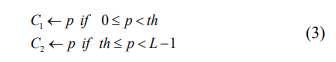 C₁ ← p if 0 ≤ p < th
C₂ ← p if th ≤ p < L − 1
(3)